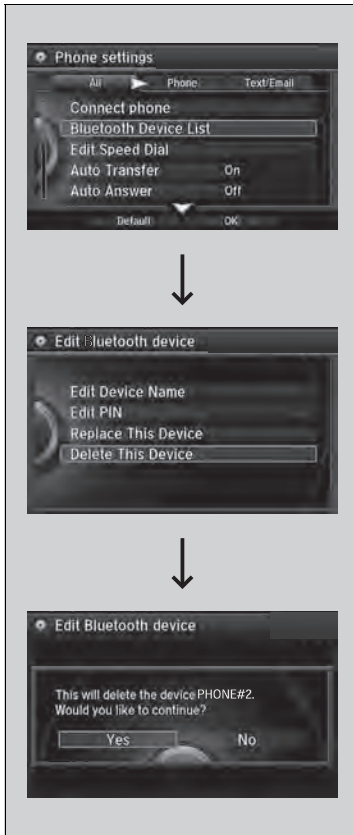 Phone settings
All Phone Text/Email
Connect phone
Bluetooth Device List
Edit Speed Dial
Auto Transfer On
Auto Answer Off
Default OK
Edit Bluetooth device
Edit Device Name
Edit PIN
Replace This Device
Delete This Device
Edit Bluetooth device
This will delete the device PHONE#2.
Would you like to continue?
Yes No